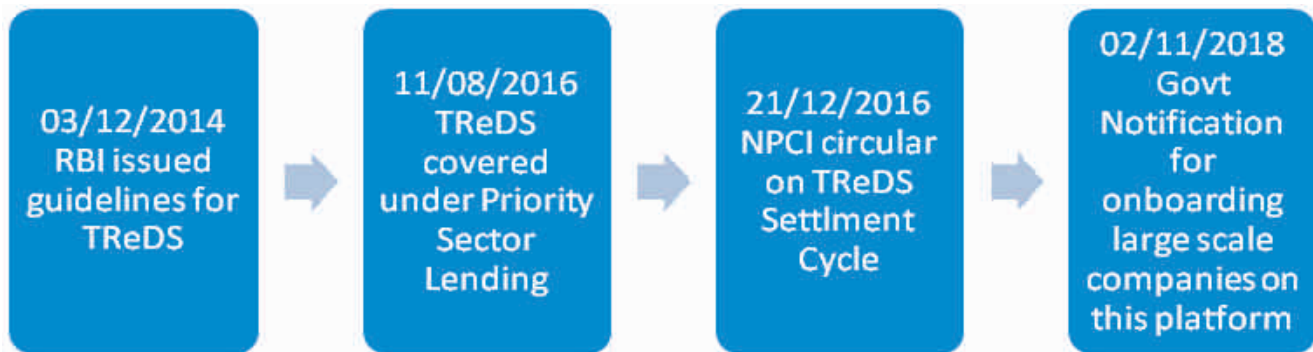 03/12/2014
RBI issued
guidelines for
TReDS
11/08/2016
TReDS
covered
under Priority
Sector
Lending
21/12/2016
NPCI circular
on TReDS
Settlment
Cycle
02/11/2018
Govt
Notification
for
onboarding
large scale
companies on
this platform